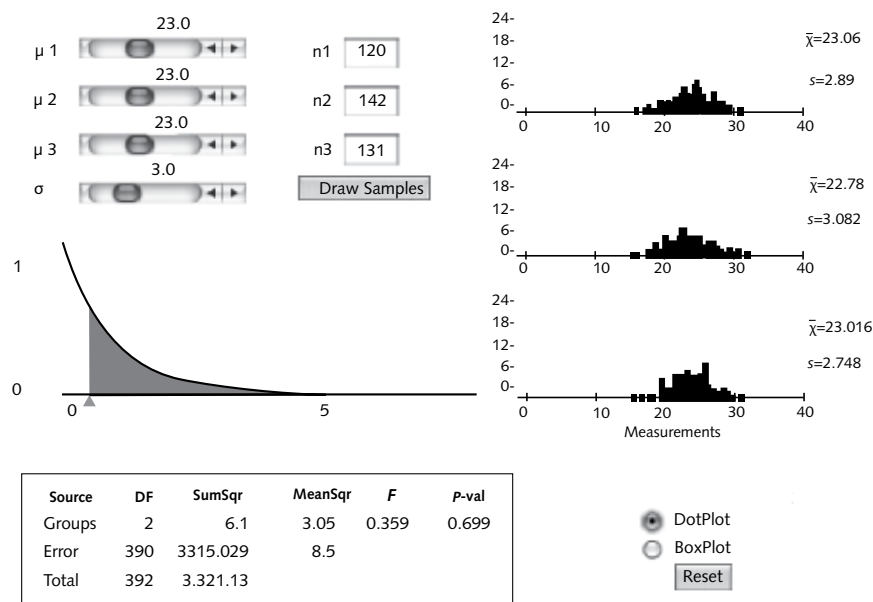 23.0
μ 1
n1 120
23.0
μ 2
n2 142
23.0
μ 3
n3 131
3.0
σ
Draw Samples
1
0
0 5
24-
18-
12-
6-
0-
0 10 20 30 40
χ̄=23.06
s=2.89
24-
18-
12-
6-
0-
0 10 20 30 40
χ̄=22.78
s=3.082
24-
18-
12-
6-
0-
0 10 20 30 40
Measurements
χ̄=23.016
s=2.748
Source DF SumSqr MeanSqr F P-val
Groups 2 6.1 3.05 0.359 0.699
Error 390 3315.029 8.5
Total 392 3.321.13
DotPlot
BoxPlot
Reset